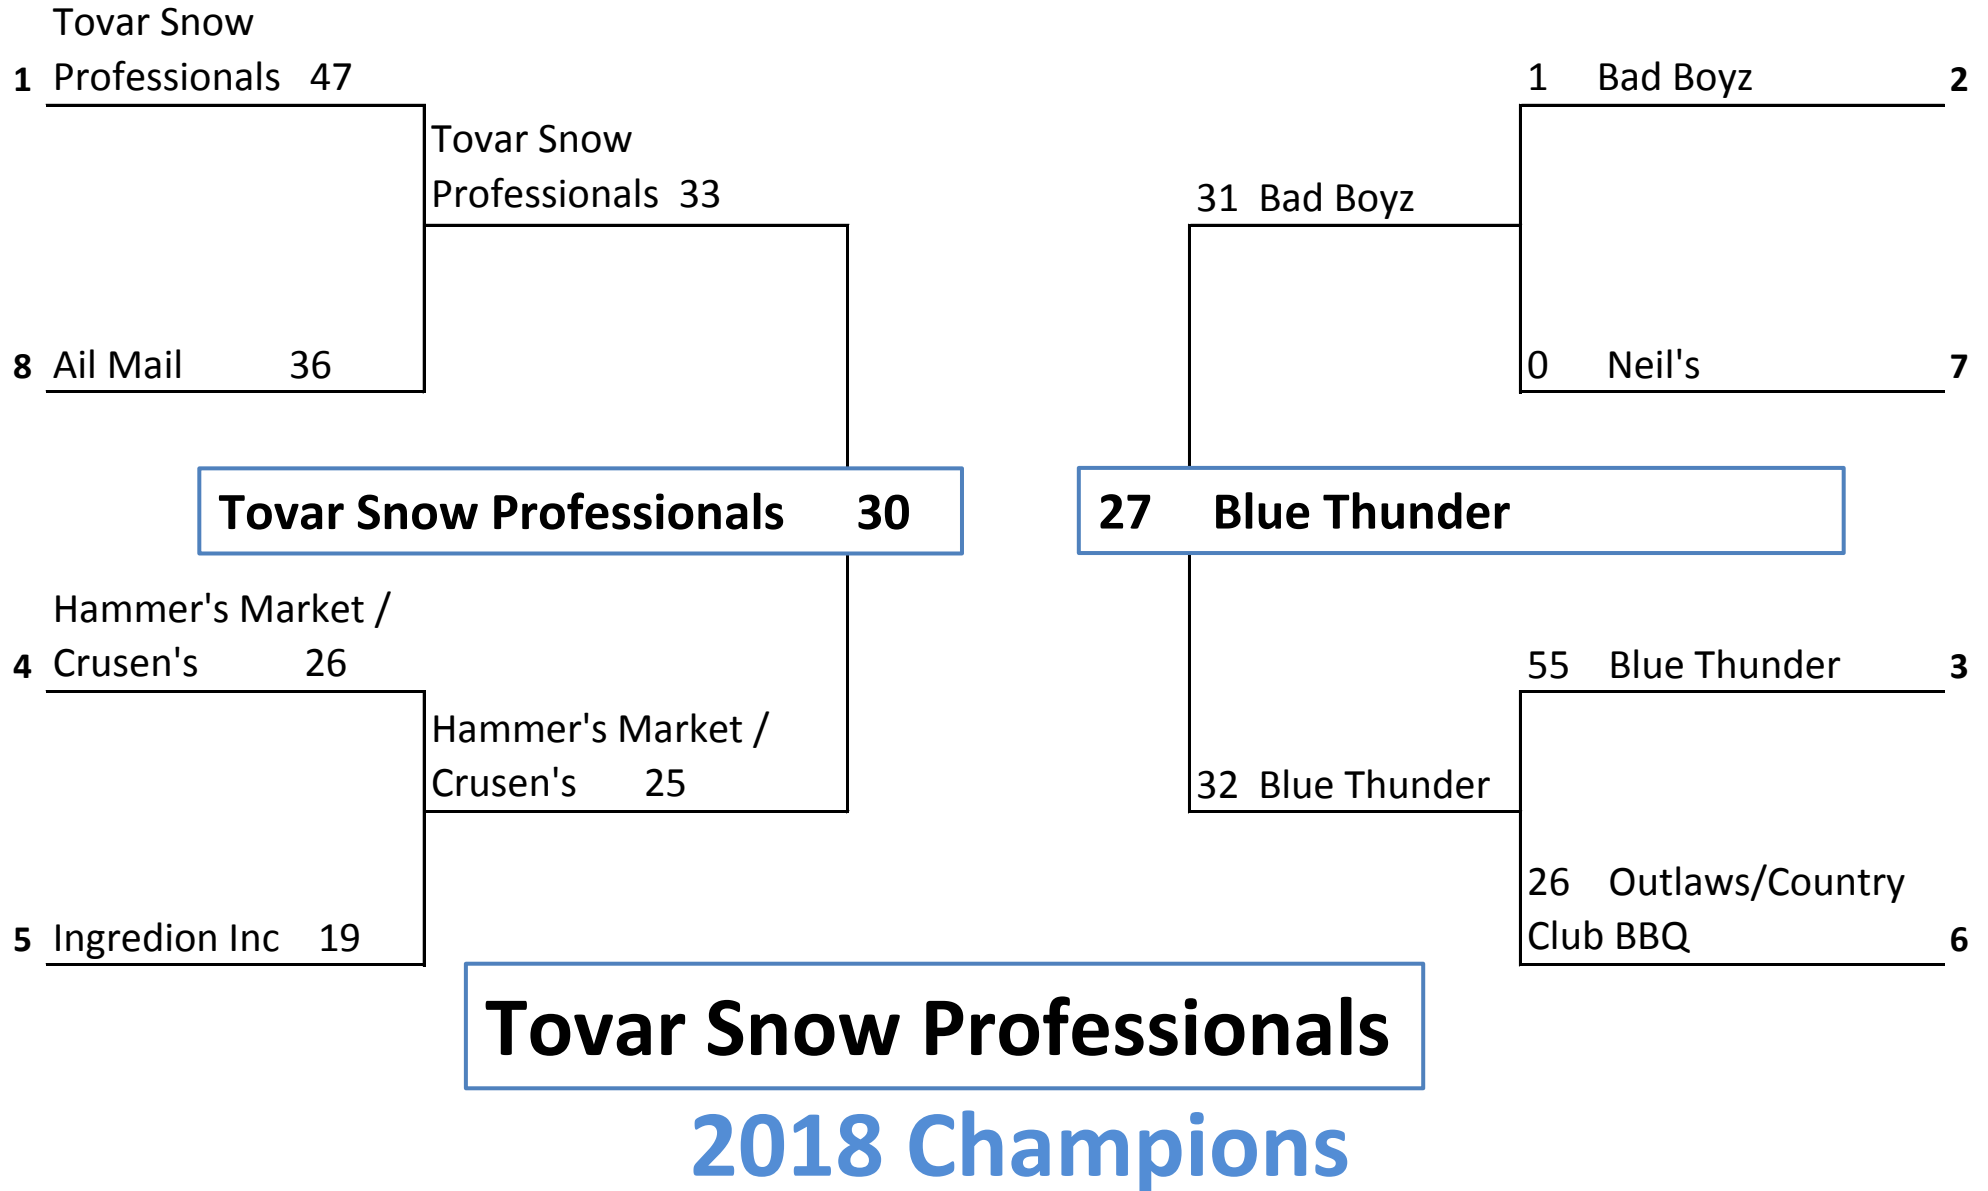 Tovar Snow
1 Professionals 47
1 Bad Boyz 2
Tovar Snow
Professionals 33
31 Bad Boyz
8 Ail Mail 36
0 Neil's 7
Tovar Snow Professionals 30
27 Blue Thunder
Hammer's Market /
4 Crusen's 26
55 Blue Thunder 3
Hammer's Market /
Crusen's 25
32 Blue Thunder
26 Outlaws/Country
Club BBQ 6
5 Ingredion Inc 19
Tovar Snow Professionals
2018 Champions